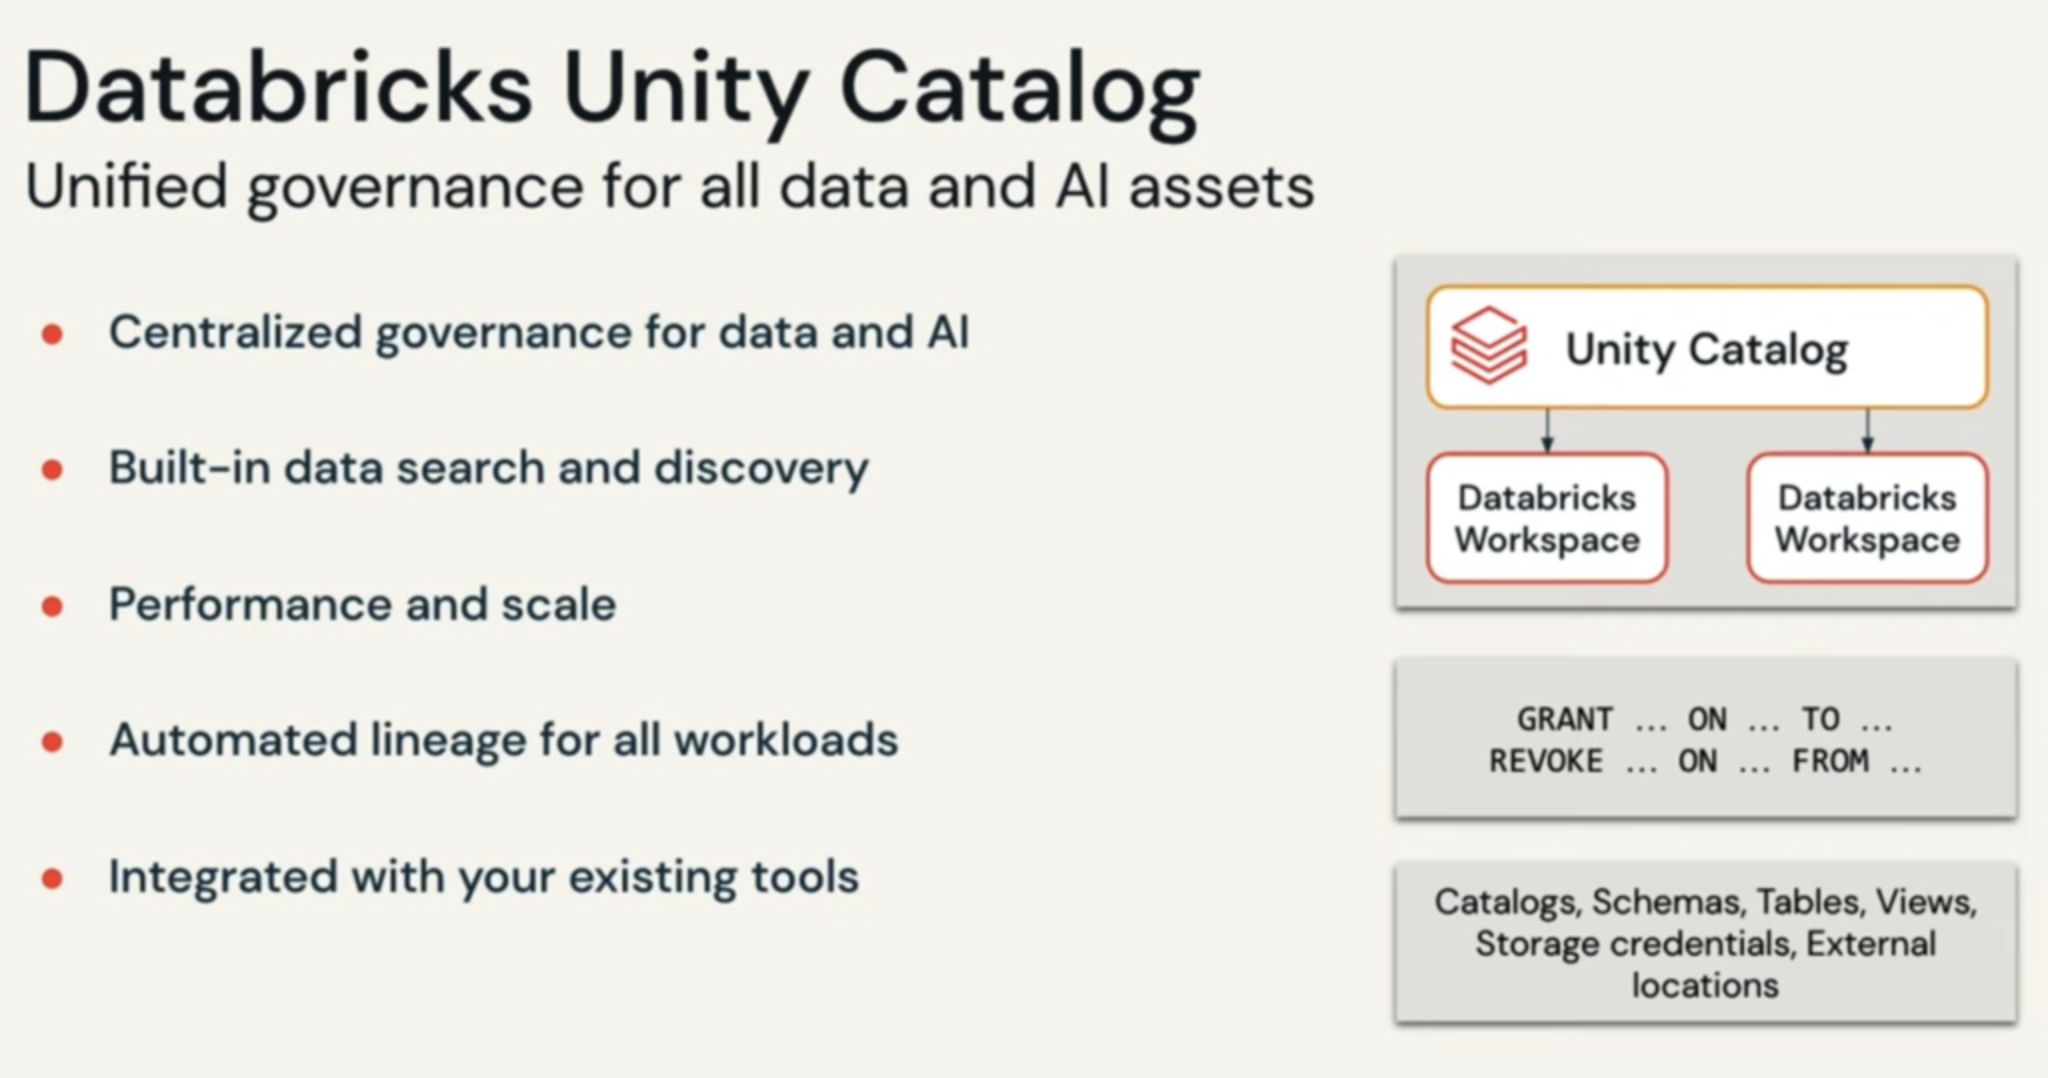 Databricks Unity Catalog
Unified governance for all data and AI assets
Centralized governance for data and AI
Built-in data search and discovery
Performance and scale
Automated lineage for all workloads
Integrated with your existing tools
Unity Catalog
Databricks
Workspace
Databricks
Workspace
GRANT ... ON ... TO ...
REVOKE ... ON ... FROM ...
Catalogs, Schemas, Tables, Views,
Storage credentials, External
locations